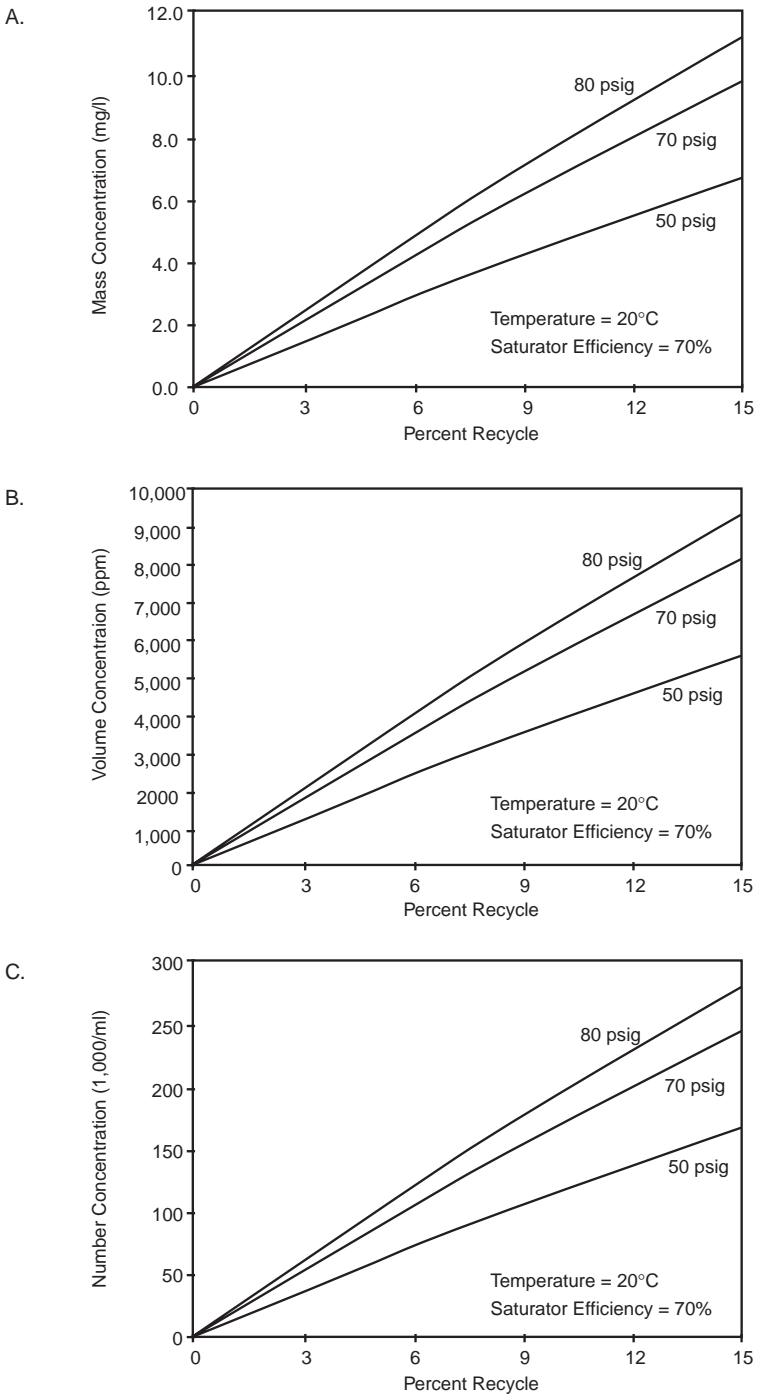 A.
Mass Concentration (mg/l)
12.0
10.0
8.0
6.0
4.0
2.0
0.0
80 psig
70 psig
50 psig
Temperature = 20°C
Saturator Efficiency = 70%
0 3 6 9 12 15
Percent Recycle
B.
Volume Concentraion (ppm)
10,000
9,000
8,000
7,000
6,000
5,000
4,000
3,000
2000
1,000
0
80 psig
70 psig
50 psig
Temperature = 20°C
Saturator Efficiency = 70%
0 3 6 9 12 15
Percent Recycle
C.
Number Concentration (1,000/ml)
300
250
200
150
100
50
0
80 psig
70 psig
50 psig
Temperature = 20°C
Saturator Efficiency = 70%
0 3 6 9 12 15
Percent Recycle